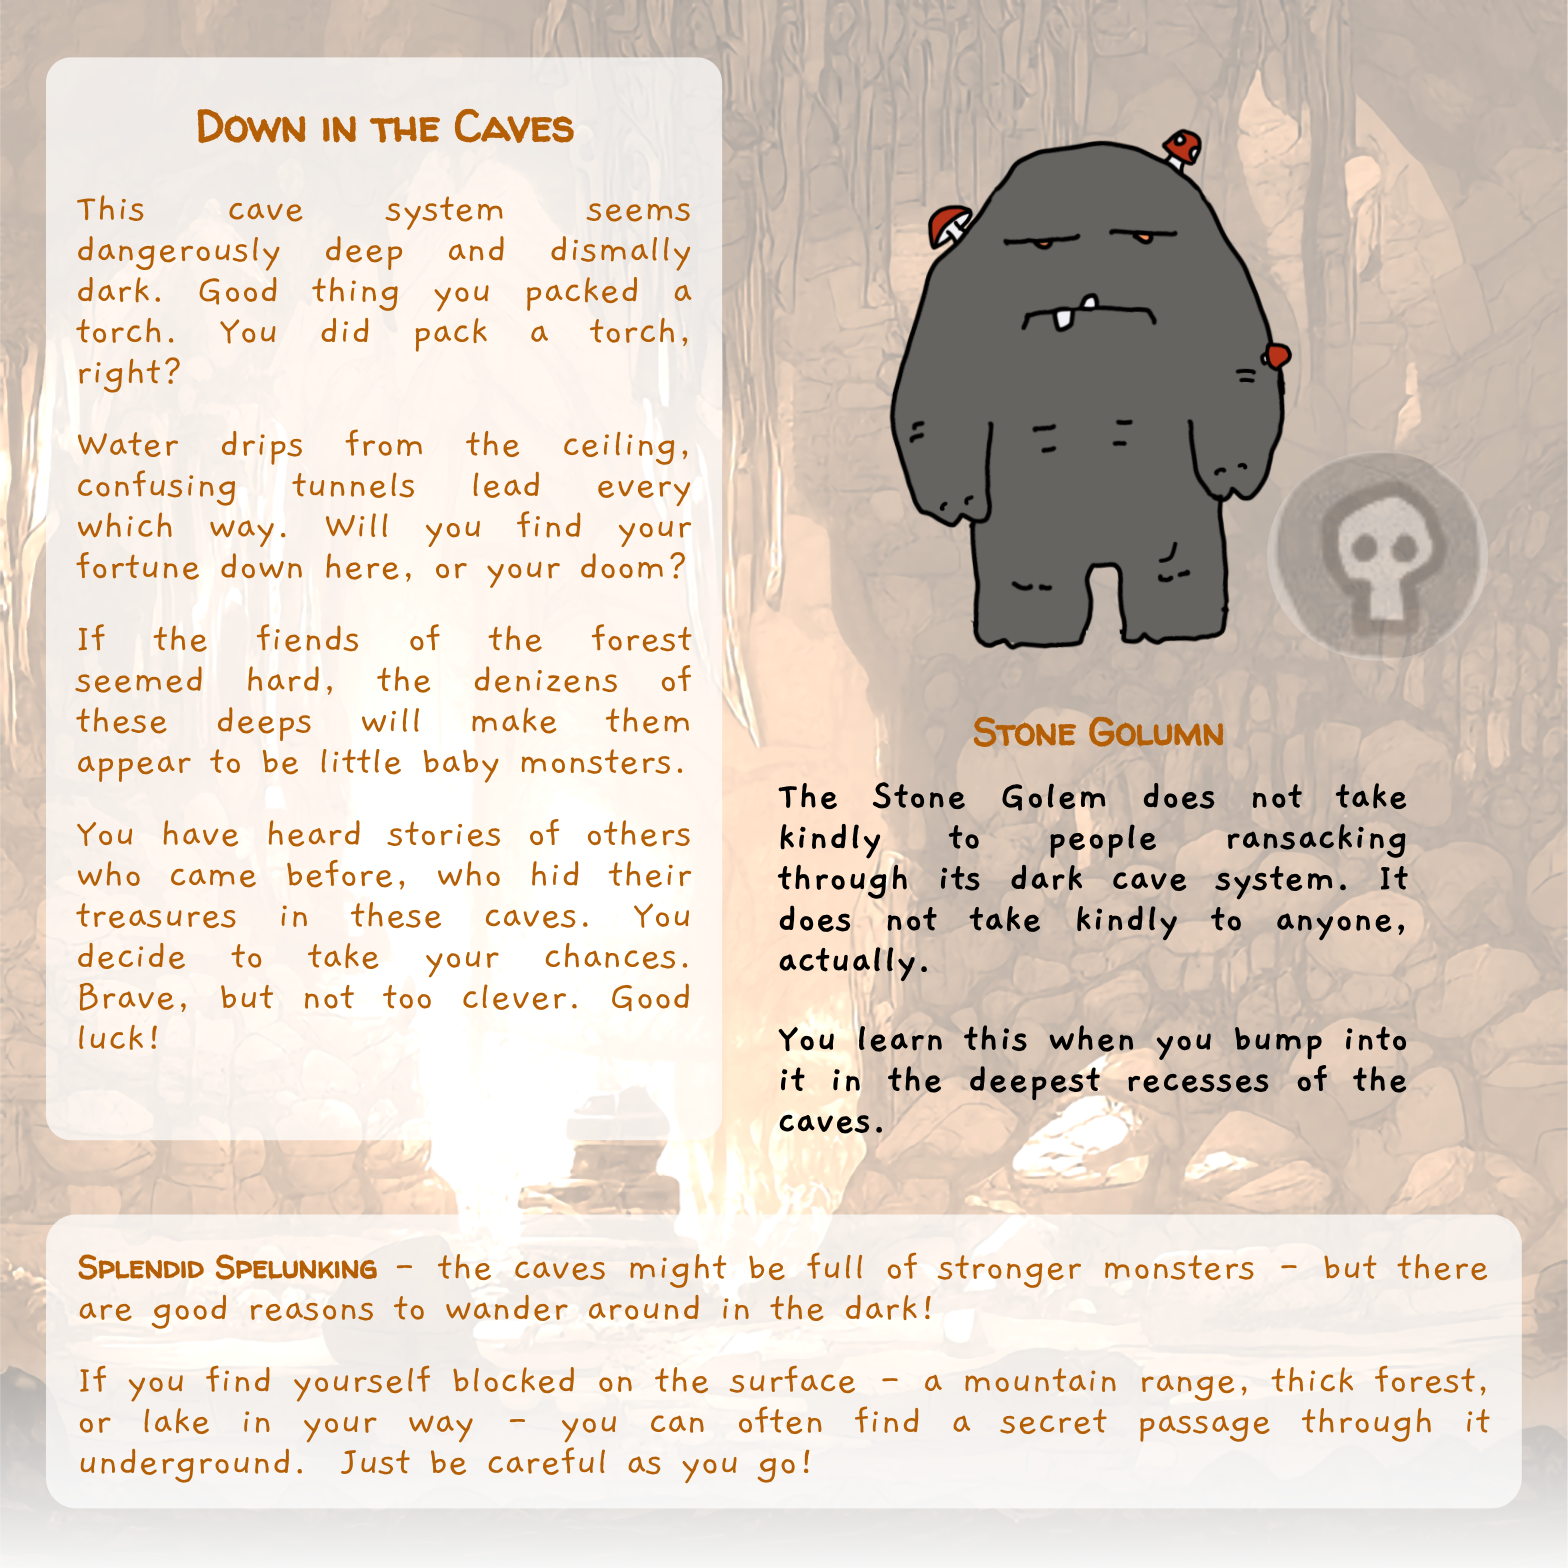 Down in the Caves
This cave system seems
dangerously deep and dismally
dark. Good thing you packed a
torch. You did pack a torch,
right?
Water drips from the ceiling,
confusing tunnels lead every
which way. Will you find your
fortune down here, or your doom?
If the fiends of the forest
seemed hard, the denizens of
these deeps will make them
appear to be little baby monsters.
You have heard stories of others
who came before, who hid their
treasures in these caves. You
decide to take your chances.
Brave, but not too clever. Good
luck!
Stone Golumn
The Stone Golem does not take
kindly to people ransacking
through its dark cave system. It
does not take kindly to anyone,
actually.
You learn this when you bump into
it in the deepest recesses of the
caves.
Splendid Spelunking – the caves might be full of stronger monsters – but there
are good reasons to wander around in the dark!
If you find yourself blocked on the surface – a mountain range, thick forest,
or lake in your way – you can often find a secret passage through it
underground. Just be careful as you go!